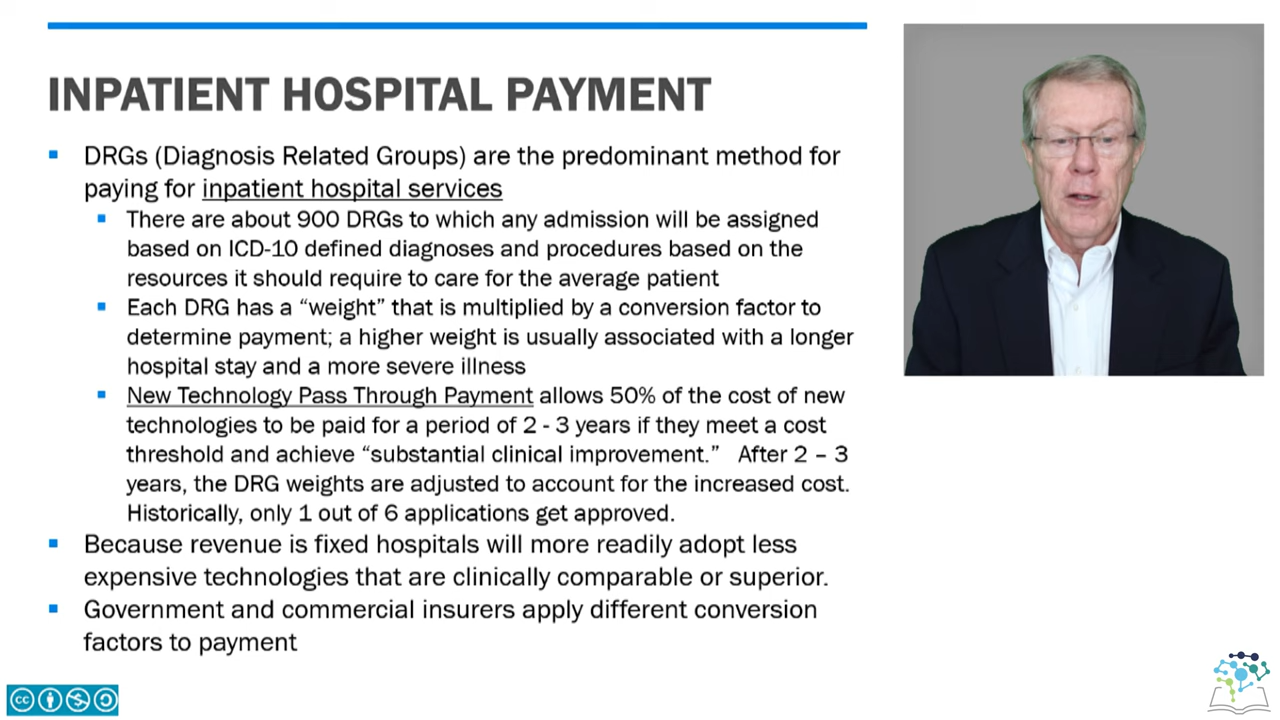 INPATIENT HOSPITAL PAYMENT
▪ DRGs (Diagnosis Related Groups) are the predominant method for
paying for inpatient hospital services
▪ There are about 900 DRGs to which any admission will be assigned
based on ICD-10 defined diagnoses and procedures based on the
resources it should require to care for the average patient
▪ Each DRG has a “weight” that is multiplied by a conversion factor to
determine payment; a higher weight is usually associated with a longer
hospital stay and a more severe illness
▪ New Technology Pass Through Payment allows 50% of the cost of new
technologies to be paid for a period of 2 - 3 years if they meet a cost
threshold and achieve “substantial clinical improvement.” After 2 – 3
years, the DRG weights are adjusted to account for the increased cost.
Historically, only 1 out of 6 applications get approved.
▪ Because revenue is fixed hospitals will more readily adopt less
expensive technologies that are clinically comparable or superior.
▪ Government and commercial insurers apply different conversion
factors to payment
cc